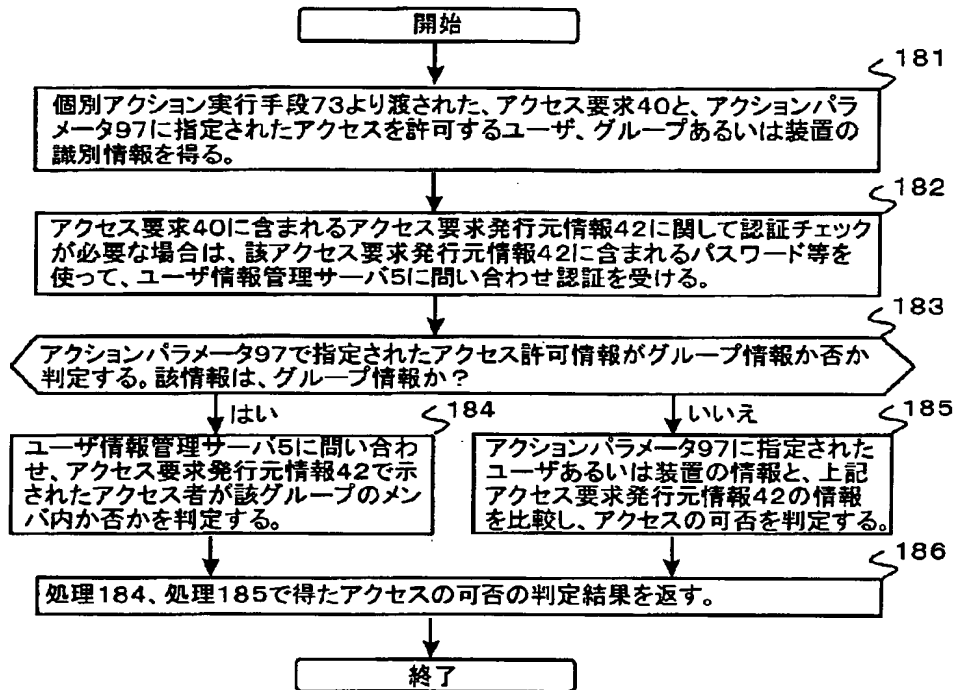 開始
181
個別アクション実行手段73より渡された、アクセス要求40と、アクションパラ
メータ97に指定されたアクセスを許可するユーザ、グループあるいは装置の
識別情報を得る。
182
アクセス要求40に含まれるアクセス要求発行元情報42に関して認証チェック
が必要な場合は、該アクセス要求発行元情報42に含まれるパスワード等を
使って、ユーザ情報管理サーバ5に問い合わせ認証を受ける。
183
アクションパラメータ97で指定されたアクセス許可情報がグループ情報か否か
判定する。該情報は、グループ情報か？
はい
184
ユーザ情報管理サーバ5に問い合わ
せ、アクセス要求発行元情報42で示
されたアクセス者が該グループのメン
バ内か否かを判定する。
いいえ
185
アクションパラメータ97に指定された
ユーザあるいは装置の情報と、上記
アクセス要求発行元情報42の情報
を比較し、アクセスの可否を判定する。
186
処理184、処理185で得たアクセスの可否の判定結果を返す。
終了